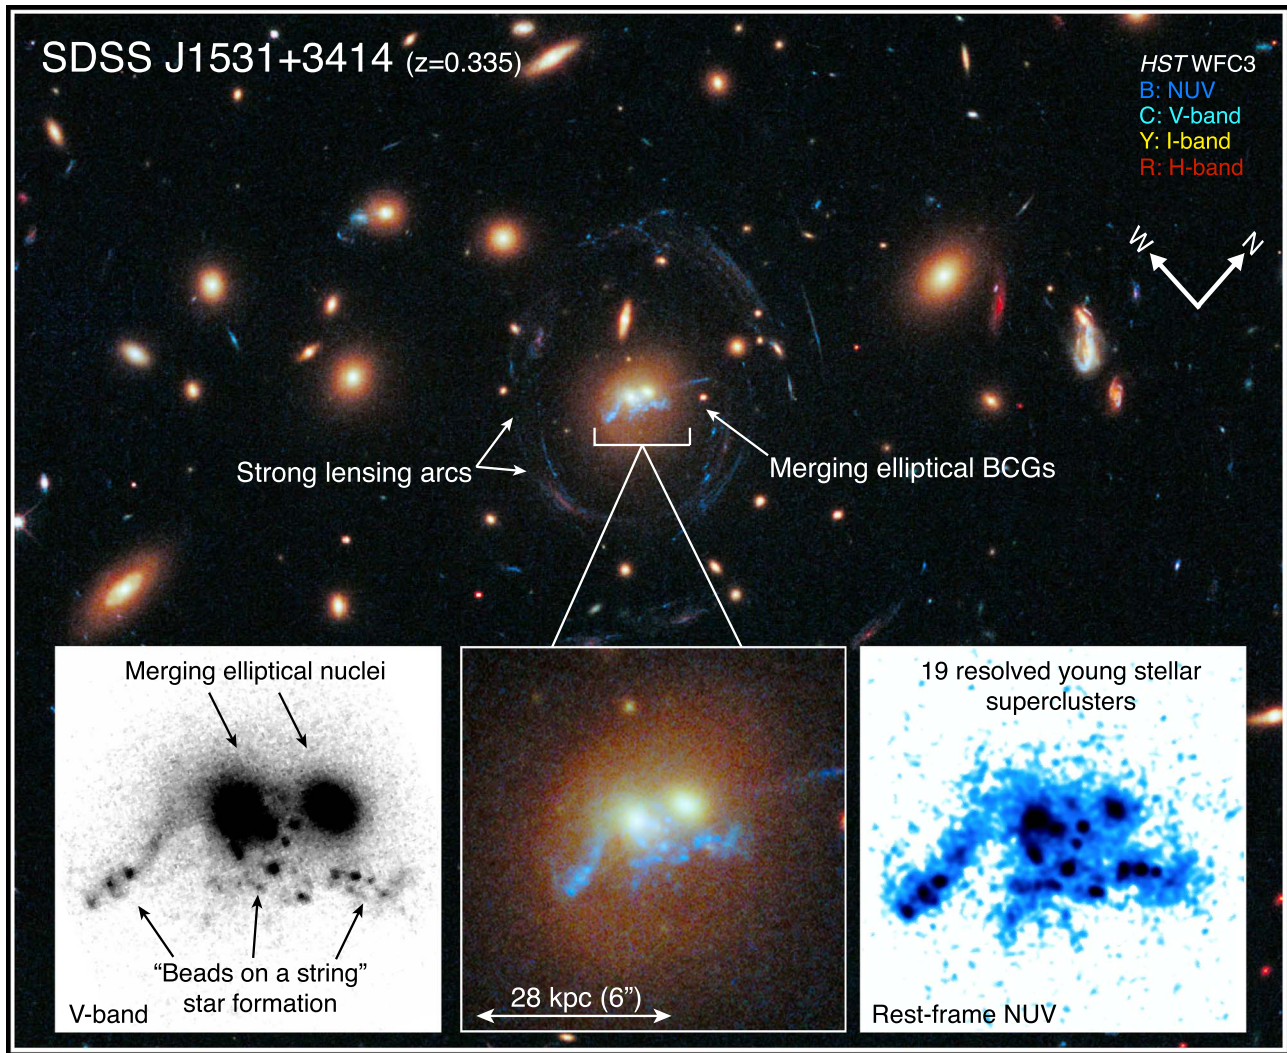 SDSS J1531+3414 (z=0.335)
HST WFC3
B: NUV
C: V-band
Y: I-band
R: H-band
W
N
Strong lensing arcs
Merging elliptical BCGs
Merging elliptical nuclei
“Beads on a string”
star formation
V-band
28 kpc (6”)
19 resolved young stellar
superclusters
Rest-frame NUV